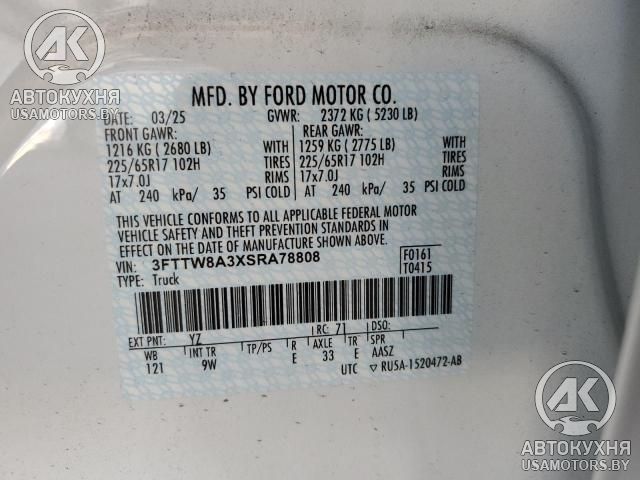 AK
АВТОКУХНЯ
USAMOTORS.BY
MFD. BY FORD MOTOR CO.
DATE: 03/25 GVWR: 2372 KG ( 5230 LB)
FRONT GAWR: REAR GAWR:
1216 KG ( 2680 LB) WITH 1259 KG ( 2775 LB) WITH
225/65R17 102H TIRES 225/65R17 102H TIRES
17x7.0J RIMS 17x7.0J RIMS
AT 240 kPa/ 35 PSI COLD AT 240 kPa/ 35 PSI COLD
THIS VEHICLE CONFORMS TO ALL APPLICABLE FEDERAL MOTOR
VEHICLE SAFETY AND THEFT PREVENTION STANDARDS IN
EFFECT ON THE DATE OF MANUFACTURE SHOWN ABOVE.
VIN: 3FTTW8A3XSRA78808 F0161
TYPE: Truck T0415
EXT PNT: YZ RC: 71 DSO:
WB INT TR TP/PS R AXLE TR SPR
121 9W E 33 E AASZ
UTC ▽ RU5A-1520472-AB
AK
АВТОКУХНЯ
USAMOTORS.BY